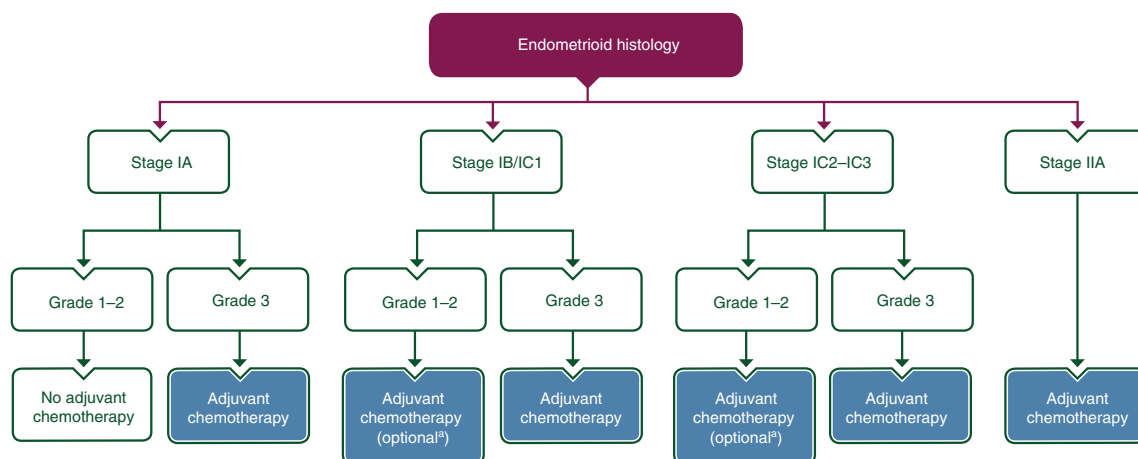 Endometrioid histology
Stage IA
Stage IB/IC1
Stage IC2–IC3
Stage IIA
Grade 1–2
Grade 3
Grade 1–2
Grade 3
Grade 1–2
Grade 3
No adjuvant
chemotherapy
Adjuvant
chemotherapy
Adjuvant
chemotherapy
(optionalᵃ)
Adjuvant
chemotherapy
Adjuvant
chemotherapy
(optionalᵃ)
Adjuvant
chemotherapy
Adjuvant
chemotherapy